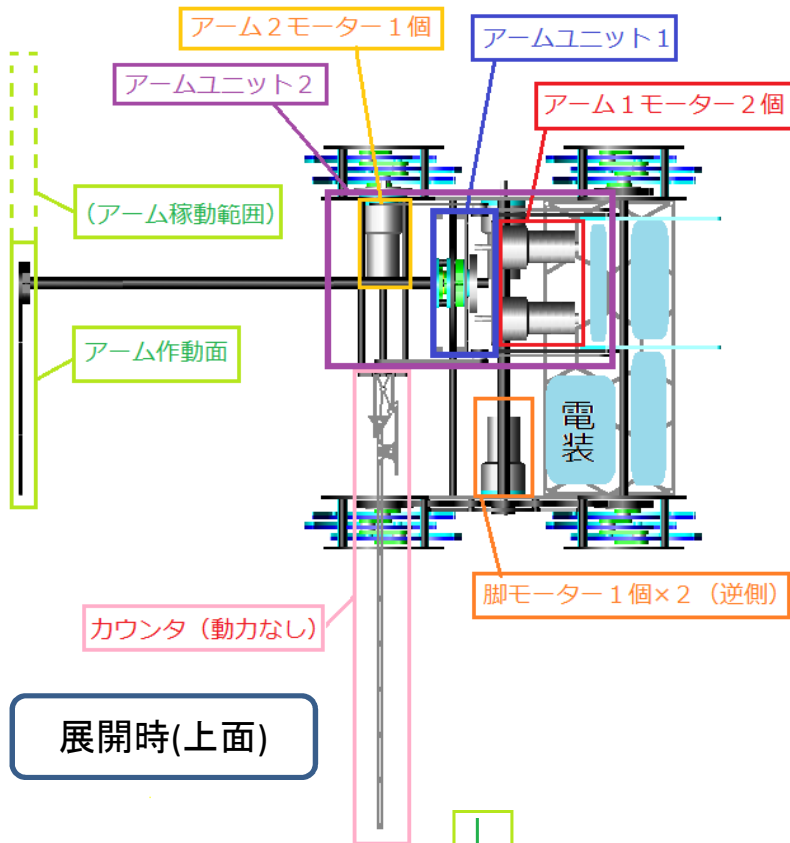 アーム２モーター１個
アームユニット1
アームユニット２
アーム１モーター２個
（アーム稼動範囲）
アーム作動面
電装
脚モーター１個×２（逆側）
カウンタ（動力なし）
展開時(上面)